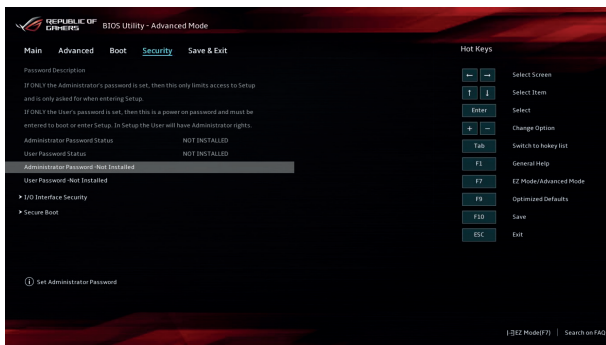 REPUBLIC OF
GAMERS
BIOS Utility - Advanced Mode
Main Advanced Boot Security Save & Exit
Hot Keys
Password Description
If ONLY the Administrator's password is set, then this only limits access to Setup
and is only asked for when entering Setup.
If ONLY the User's password is set, then this is a power on password and must be
entered to boot or enter Setup. In Setup the User will have Administrator rights.
Administrator Password Status NOT INSTALLED
User Password Status NOT INSTALLED
Administrator Password -Not Installed
User Password -Not Installed
I/O Interface Security
Secure Boot
← → Select Screen
↑ ↓ Select Item
Enter Select
+ − Change Option
Tab Switch to hokey list
F1 General Help
F7 EZ Mode/Advanced Mode
F9 Optimized Defaults
F10 Save
ESC Exit
Set Administrator Password
EZ Mode(F7) | Search on FAQ